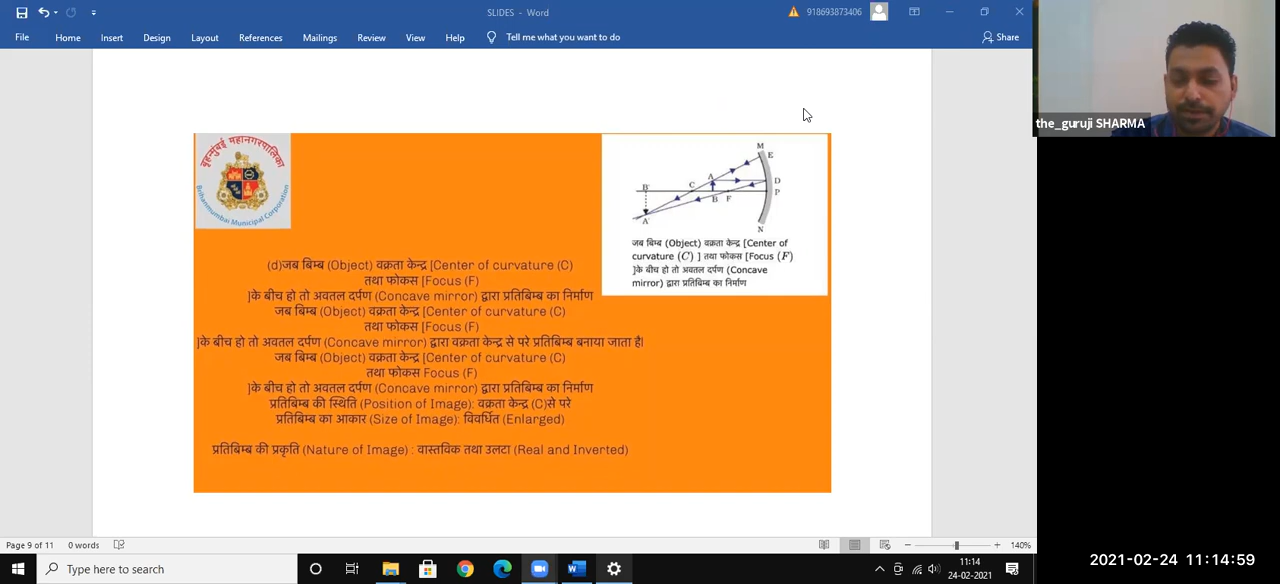 SLIDES - Word
918693873406
File Home Insert Design Layout References Mailings Review View Help Tell me what you want to do Share
the_guruji SHARMA
बृहन्मुंबई महानगरपालिका
Brihanmumbai Municipal Corporation
M
E
A
D
B'
C
P
B
F
A'
N
जब बिम्ब (Object) वक्रता केन्द्र [Center of
curvature (C) ] तथा फोकस [Focus (F)
]के बीच हो तो अवतल दर्पण (Concave
mirror) द्वारा प्रतिबिम्ब का निर्माण
(d)जब बिम्ब (Object) वक्रता केन्द्र [Center of curvature (C)
तथा फोकस [Focus (F)
]के बीच हो तो अवतल दर्पण (Concave mirror) द्वारा प्रतिबिम्ब का निर्माण
जब बिम्ब (Object) वक्रता केन्द्र [Center of curvature (C)
तथा फोकस [Focus (F)
]के बीच हो तो अवतल दर्पण (Concave mirror) द्वारा वक्रता केन्द्र से परे प्रतिबिम्ब बनाया जाता है।
जब बिम्ब (Object) वक्रता केन्द्र [Center of curvature (C)
तथा फोकस Focus (F)
]के बीच हो तो अवतल दर्पण (Concave mirror) द्वारा प्रतिबिम्ब का निर्माण
प्रतिबिम्ब की स्थिति (Position of Image): वक्रता केन्द्र (C)से परे
प्रतिबिम्ब का आकार (Size of Image): विवर्धित (Enlarged)
प्रतिबिम्ब की प्रकृति (Nature of Image) : वास्तविक तथा उलटा (Real and Inverted)
Page 9 of 11 0 words 140%
Type here to search
11:14
24-02-2021
2021-02-24 11:14:59